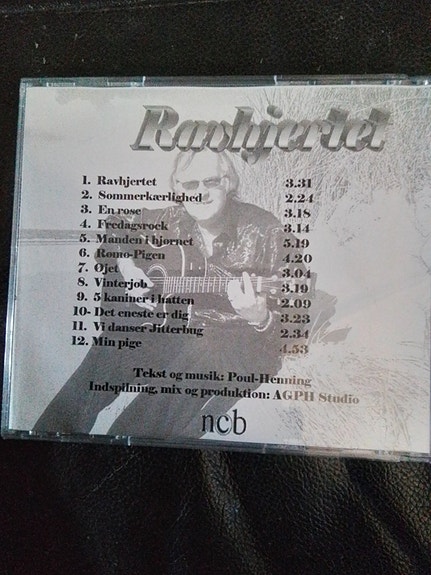 Ravhjertet
1. Ravhjertet 3.31
2. Sommerkærlighed 2.24
3. En rose 3.18
4. Fredagsrock 3.14
5. Manden i hjørnet 5.19
6. Rømø-Pigen 4.20
7. Øjet 3.04
8. Vinterjob 3.19
9. 5 kaniner i hatten 2.09
10- Det eneste er dig 3.23
11. Vi danser Jitterbug 2.34
12. Min pige 4.53
Tekst og musik: Poul-Henning
Indspilning, mix og produktion: AGPH Studio
ncb